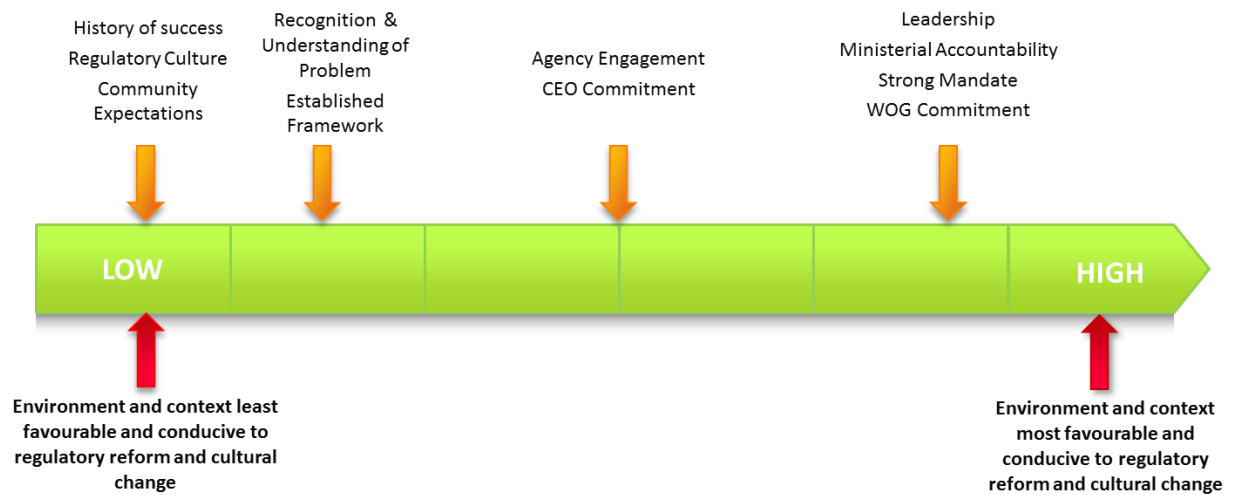 History of success
Regulatory Culture
Community
Expectations
Recognition &
Understanding of
Problem
Established
Framework
Agency Engagement
CEO Commitment
Leadership
Ministerial Accountability
Strong Mandate
WOG Commitment
LOW
HIGH
Environment and context least
favourable and conducive to
regulatory reform and cultural
change
Environment and context
most favourable and
conducive to regulatory
reform and cultural change